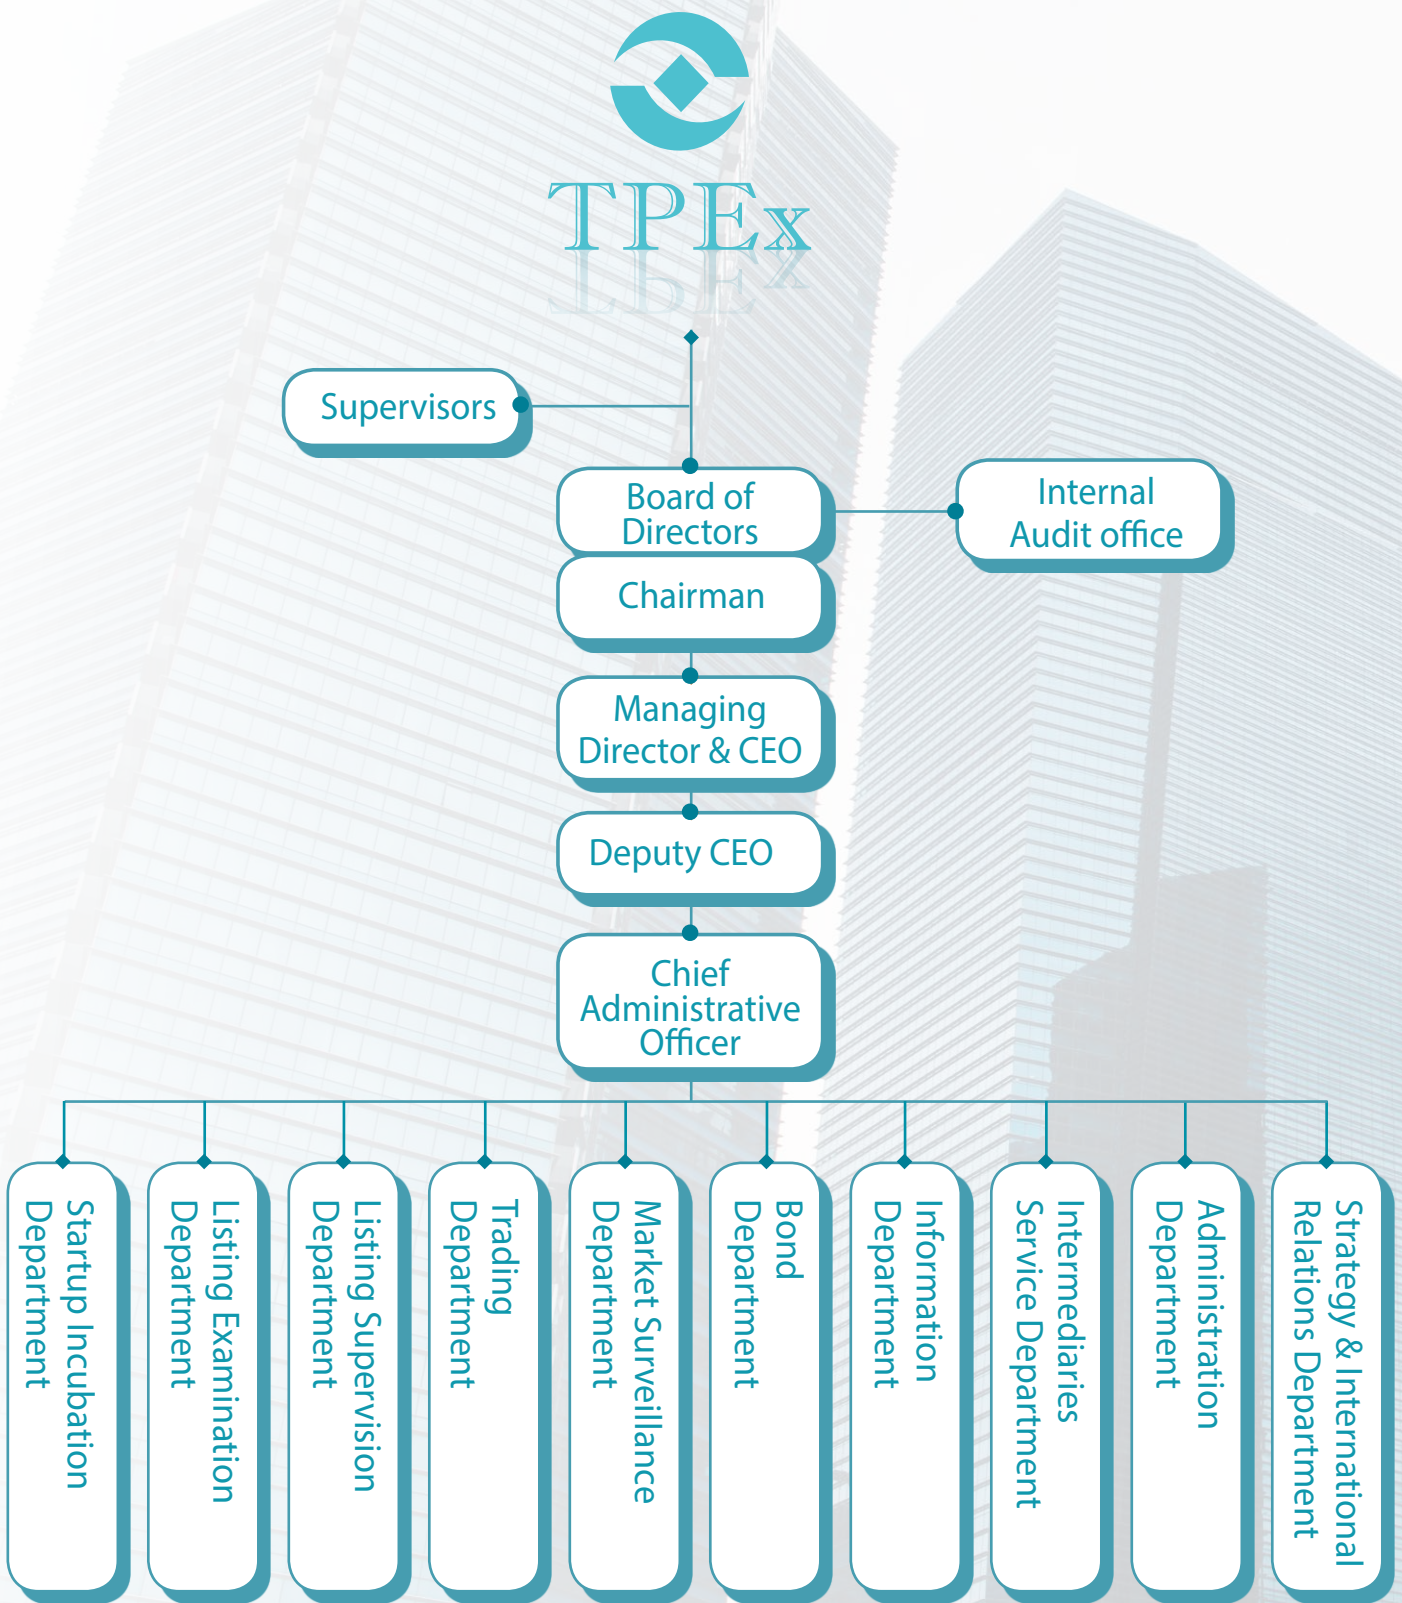 TPEx
Supervisors
Board of
Directors
Internal
Audit office
Chairman
Managing
Director & CEO
Deputy CEO
Chief
Administrative
Officer
Startup Incubation
Department
Listing Examination
Department
Listing Supervision
Department
Trading
Department
Market Surveillance
Department
Bond
Department
Information
Department
Intermediaries
Service Department
Administration
Department
Strategy & International
Relations Department